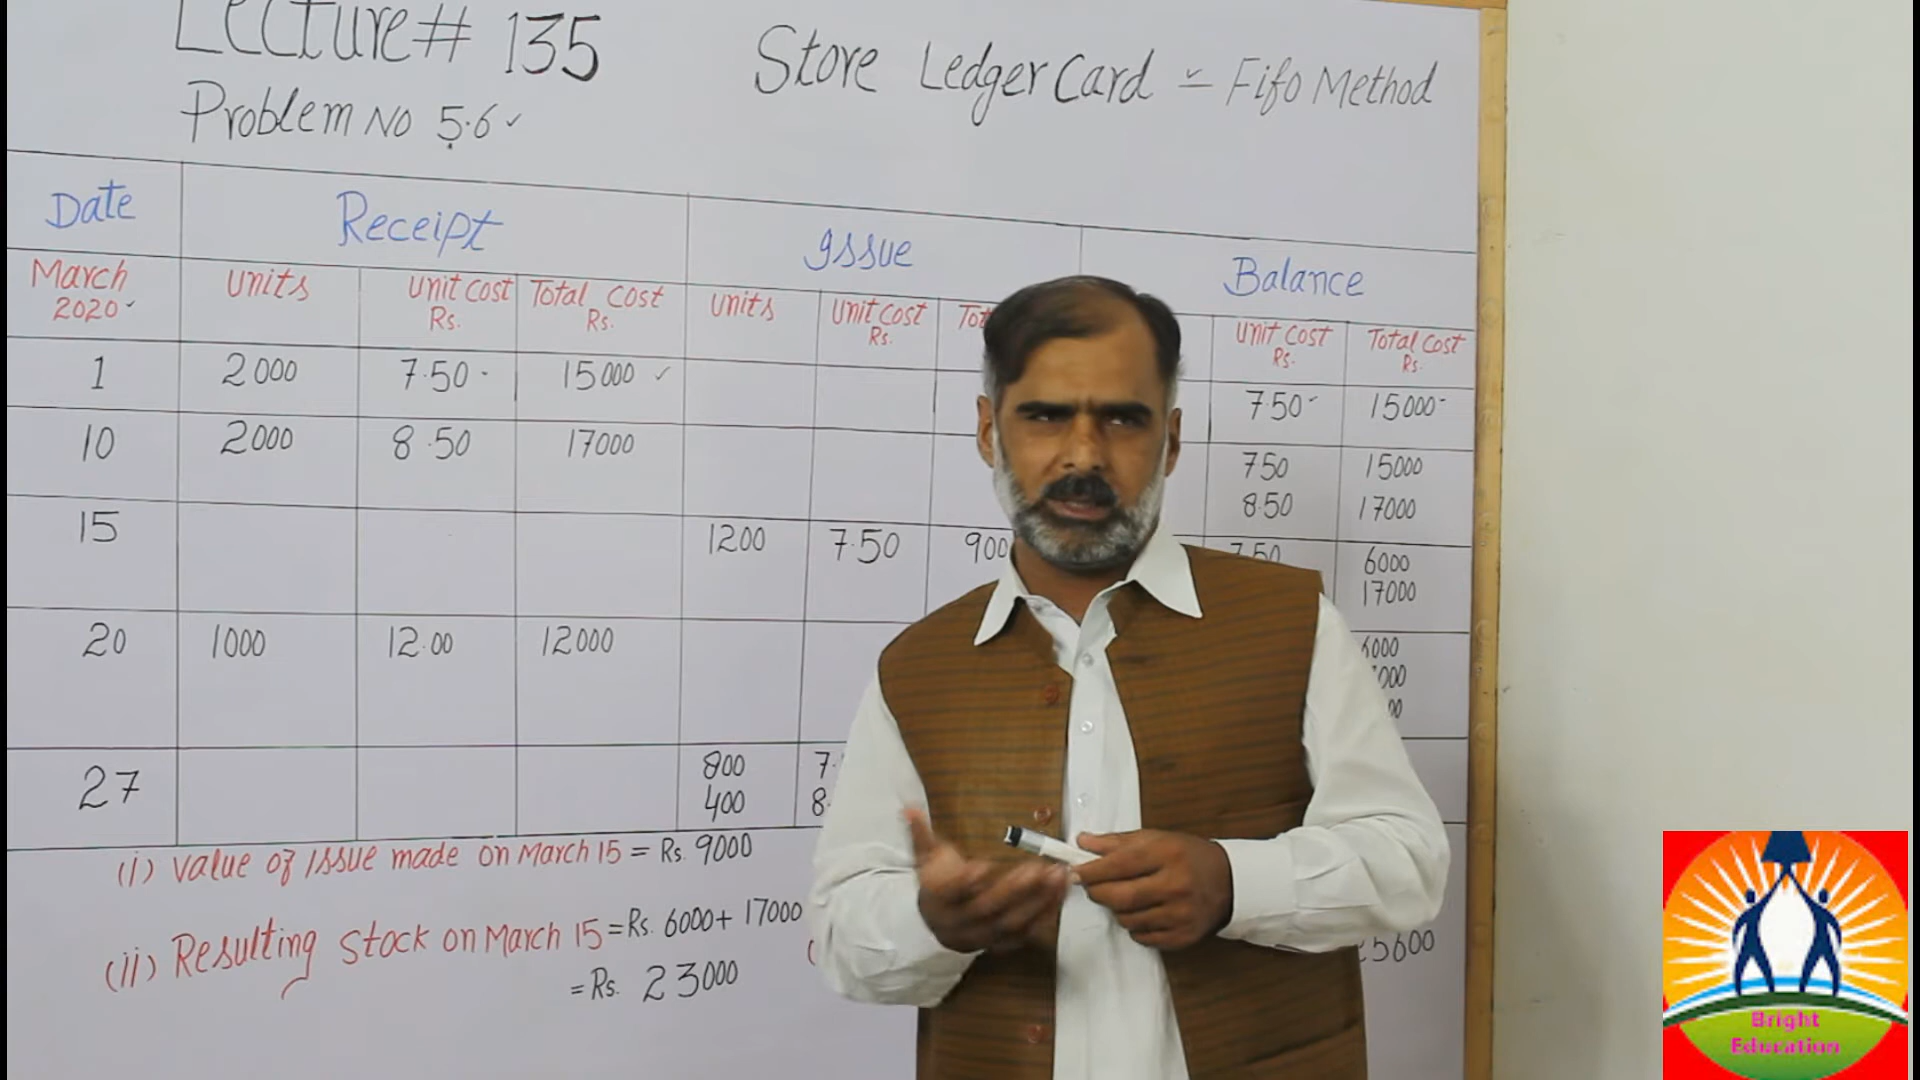 Lecture# 135
Problem No 5.6
Store Ledger Card = Fifo Method
Date Receipt Issue Balance
March 2020 units unit cost Rs. Total cost Rs. units unit cost Rs. unit cost Rs. Total cost Rs.
1 2000 7.50 15000 7.50 15000
10 2000 8.50 17000 750 15000
8.50 17000
15 1200 7.50 900 7.50 6000
17000
20 1000 12.00 12000
27 800
400
(i) value of issue made on March 15 = Rs. 9000
(ii) Resulting stock on March 15 = Rs. 6000+ 17000
= Rs. 23000
5600
Bright
Education